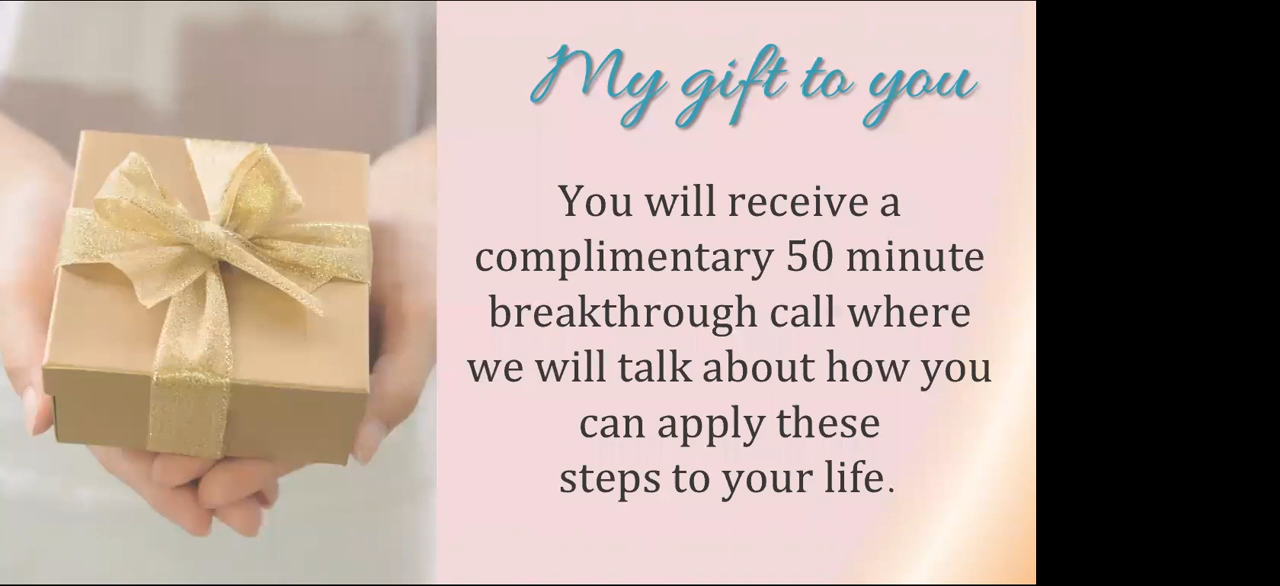 My gift to you
You will receive a
complimentary 50 minute
breakthrough call where
we will talk about how you
can apply these
steps to your life.